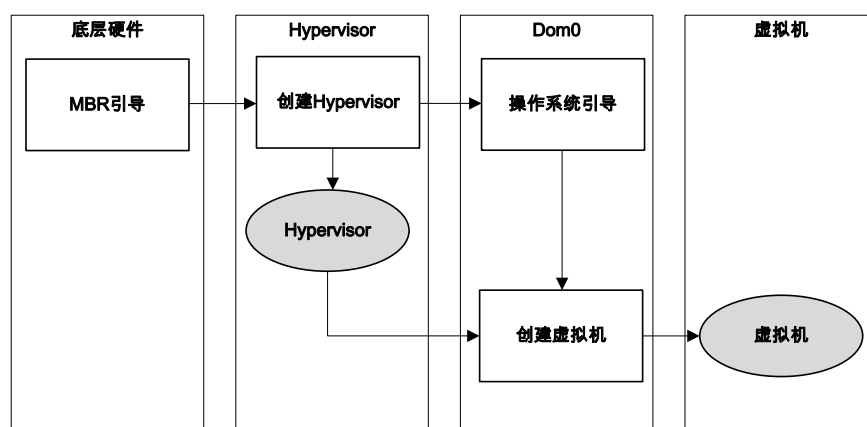 底层硬件
Hypervisor
Dom0
虚拟机
MBR引导
创建Hypervisor
操作系统引导
Hypervisor
创建虚拟机
虚拟机